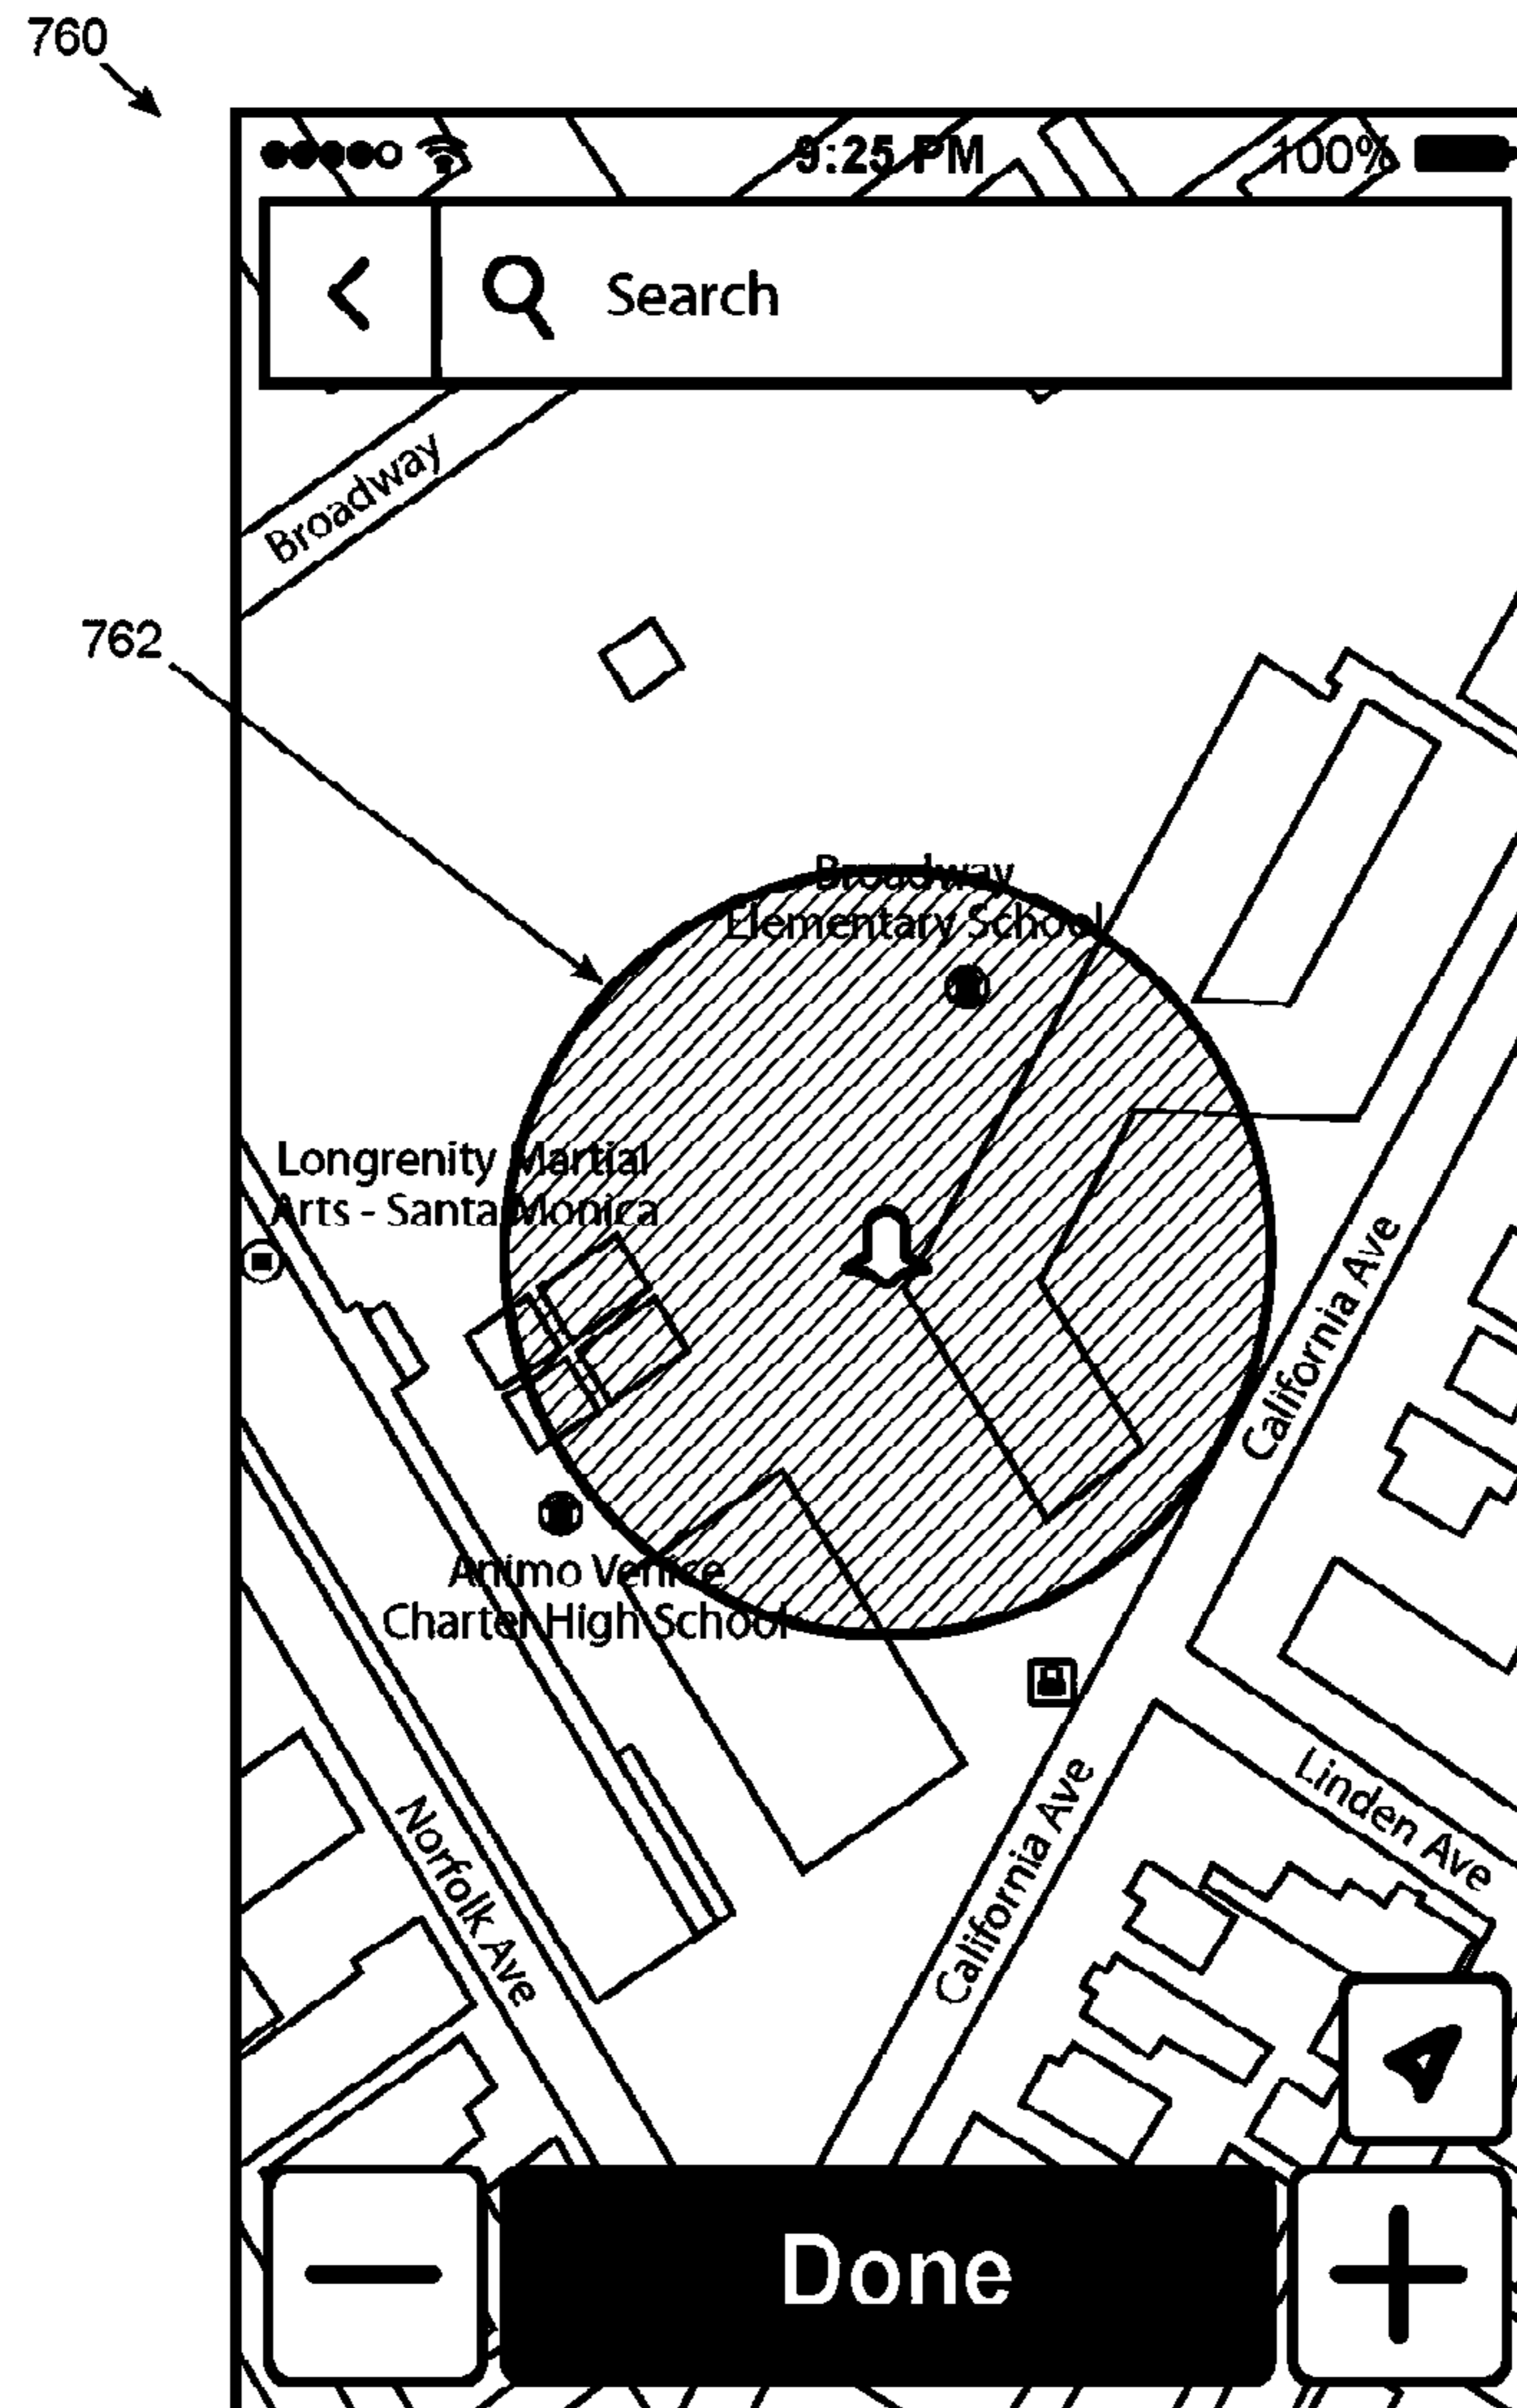 760
9:25 PM
100%
Search
Broadway
762
Broadway
Elementary School
Longrenity Martial
Arts - Santa Monica
California Ave
Animo Venice
Charter High School
Linden Ave
California Ave
Norfolk Ave
Done